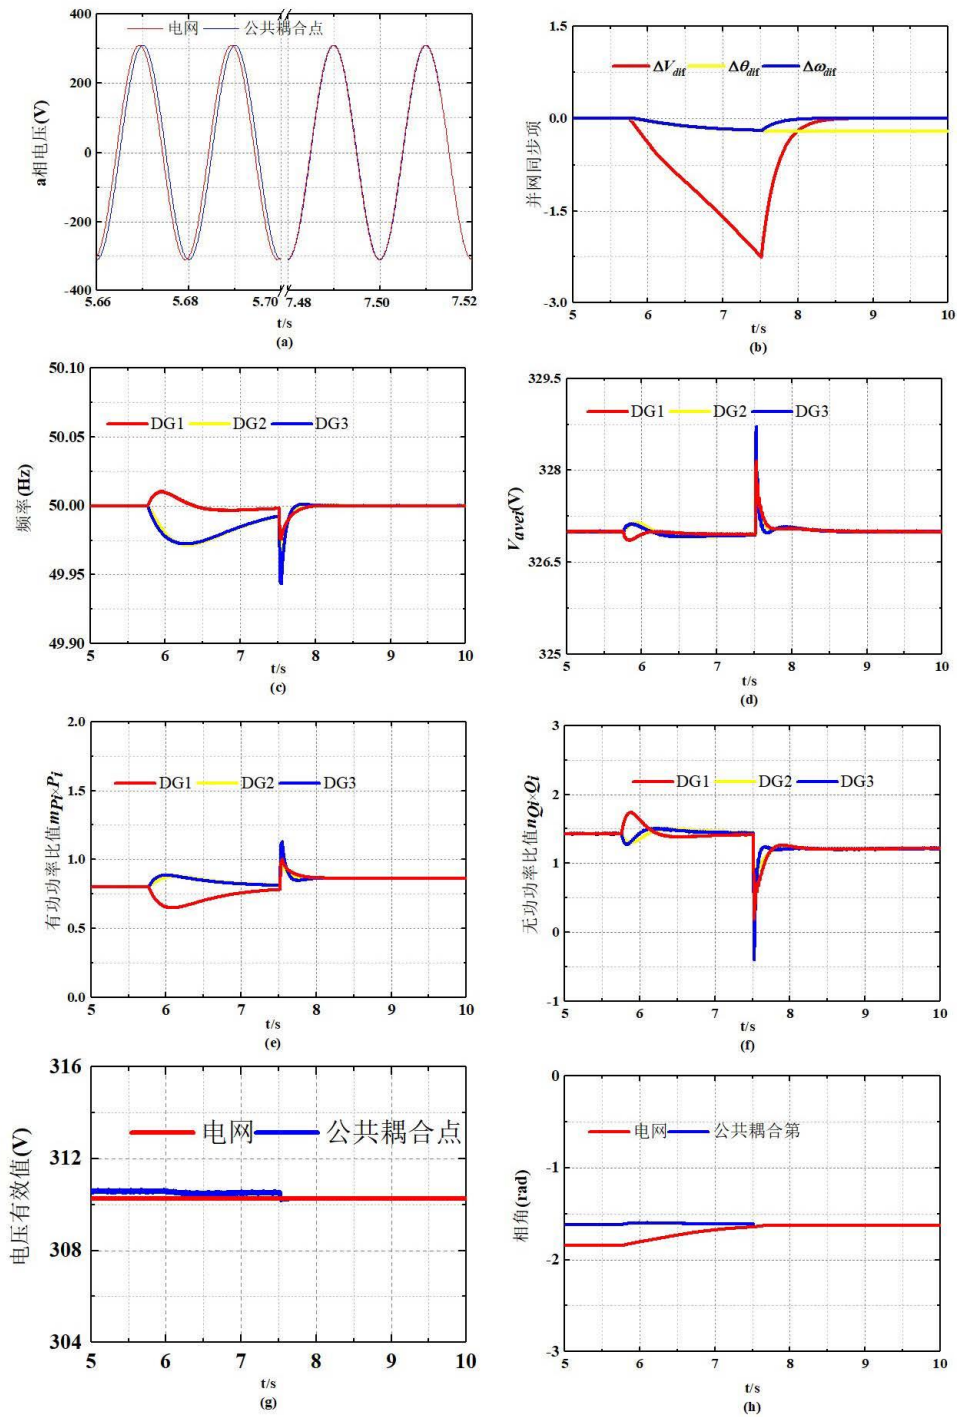 400
200
0
-200
-400
a相电压(V)
电网 公共耦合点
5.66 5.68 5.70 7.48 7.50 7.52
t/s
(a)
1.5
0.0
-1.5
-3.0
并网同步项
ΔVdif Δθdif Δωdif
5 6 7 8 9 10
t/s
(b)
50.10
50.05
50.00
49.95
49.90
频率(Hz)
DG1 DG2 DG3
5 6 7 8 9 10
t/s
(c)
329.5
328
326.5
325
Vavei(V)
DG1 DG2 DG3
5 6 7 8 9 10
t/s
(d)
2.0
1.5
1.0
0.5
0.0
有功功率比值mPi×Pi
DG1 DG2 DG3
5 6 7 8 9 10
t/s
(e)
3
2
1
0
-1
无功功率比值nQi×Qi
DG1 DG2 DG3
5 6 7 8 9 10
t/s
(f)
316
312
308
304
电压有效值(V)
电网 公共耦合点
5 6 7 8 9 10
t/s
(g)
0
-1
-2
-3
相角(rad)
电网 公共耦合第
5 6 7 8 9 10
t/s
(h)